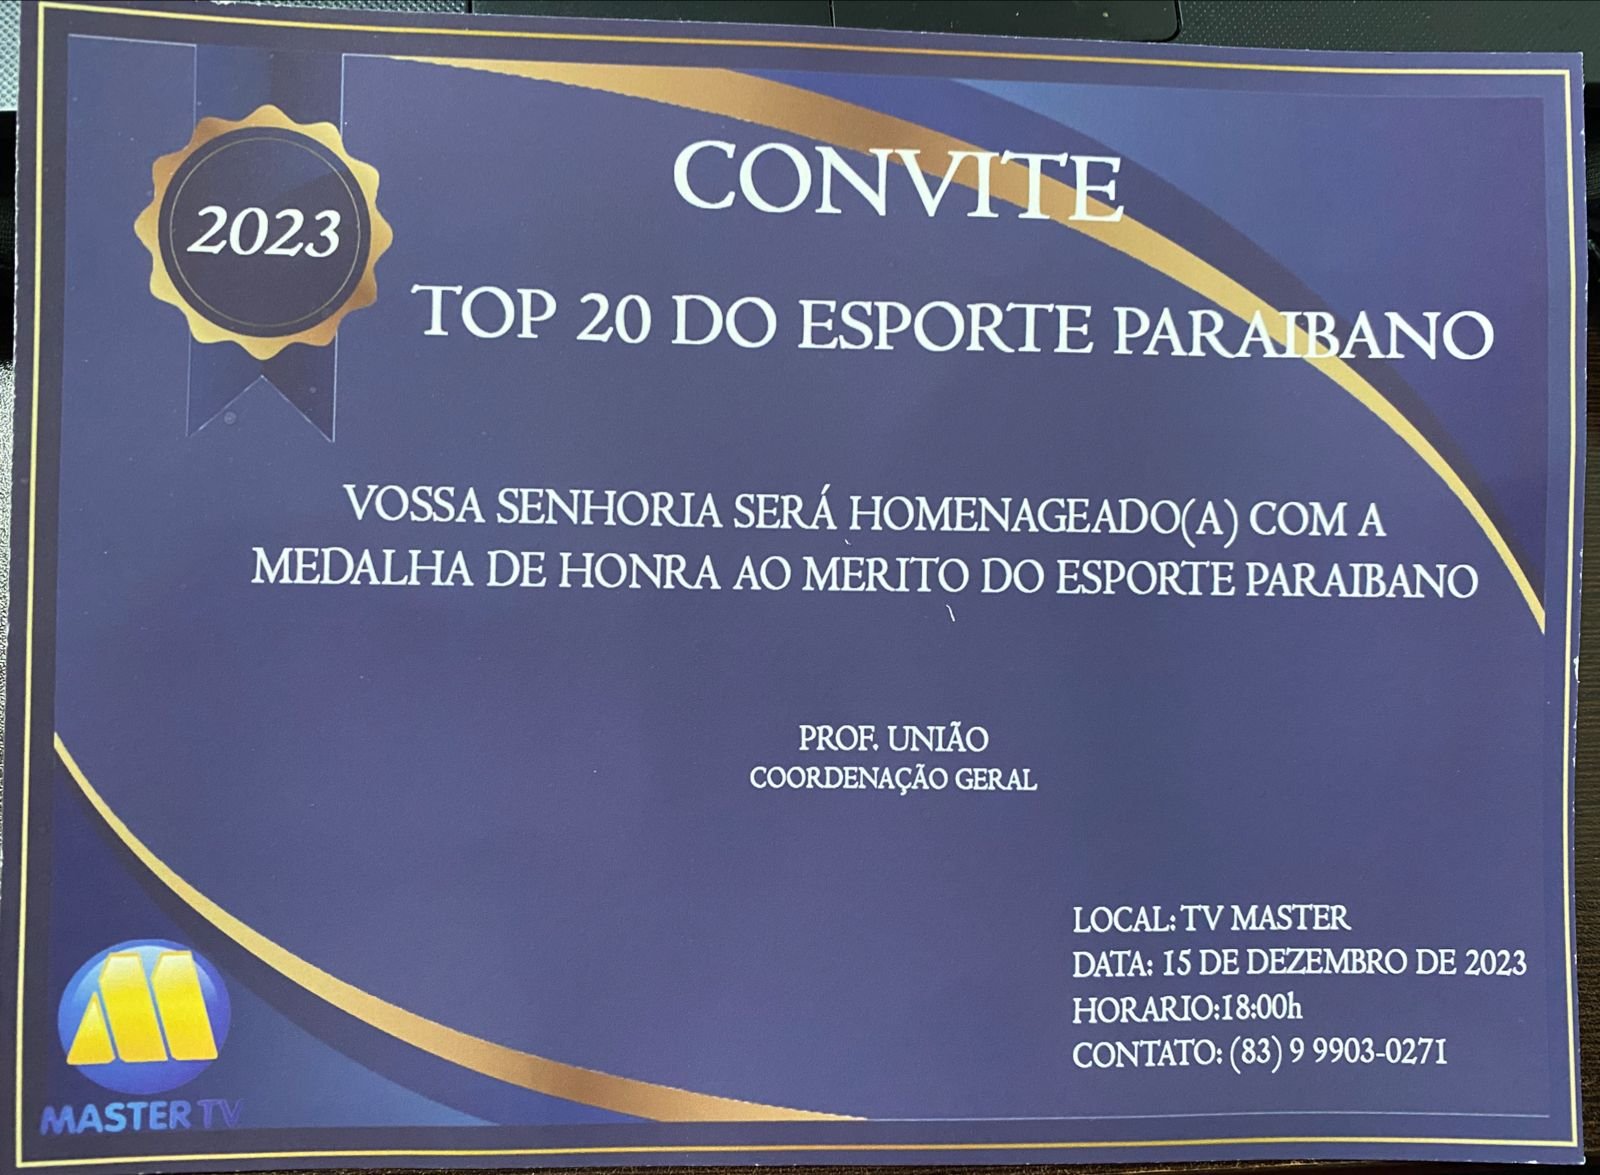 2023
CONVITE
TOP 20 DO ESPORTE PARAIBANO
VOSSA SENHORIA SERÁ HOMENAGEADO(A) COM A
MEDALHA DE HONRA AO MERITO DO ESPORTE PARAIBANO
PROF. UNIÃO
COORDENAÇÃO GERAL
LOCAL: TV MASTER
DATA: 15 DE DEZEMBRO DE 2023
HORARIO:18:00h
CONTATO: (83) 9 9903-0271
MASTER TV